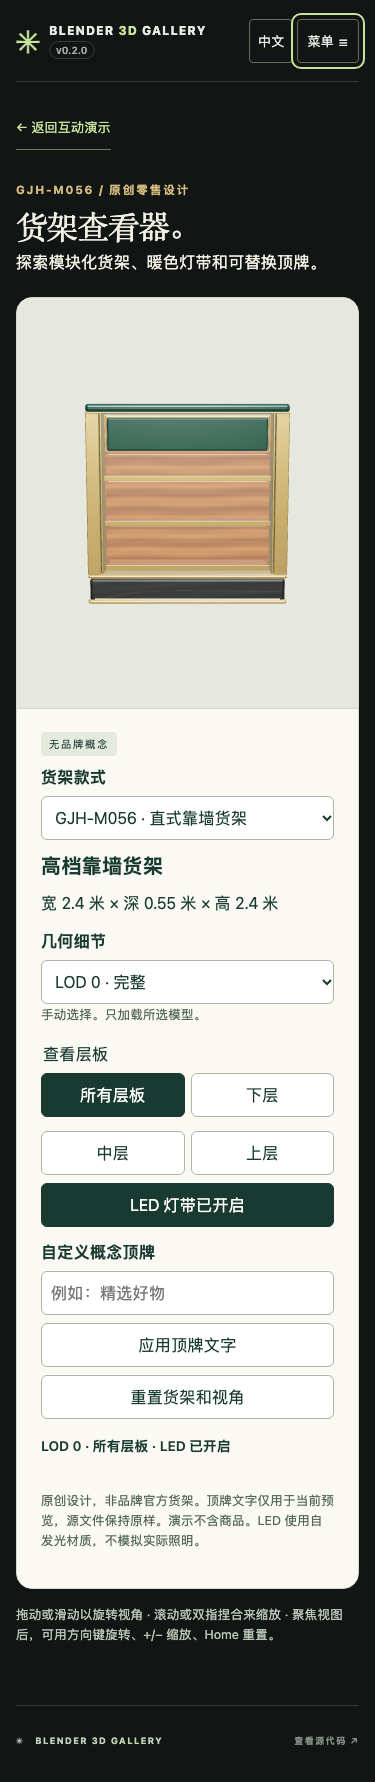 BLENDER 3D GALLERY
v0.2.0
中文
菜单 ≡
← 返回互动演示
GJH-M056 / 原创零售设计
货架查看器。
探索模块化货架、暖色灯带和可替换顶牌。
无品牌概念
货架款式
GJH-M056 · 直式靠墙货架
高档靠墙货架
宽 2.4 米 × 深 0.55 米 × 高 2.4 米
几何细节
LOD 0 · 完整
手动选择。只加载所选模型。
查看层板
所有层板
下层
中层
上层
LED 灯带已开启
自定义概念顶牌
例如：精选好物
应用顶牌文字
重置货架和视角
LOD 0 · 所有层板 · LED 已开启
原创设计，非品牌官方货架。顶牌文字仅用于当前预
览，源文件保持原样。演示不含商品。LED 使用自
发光材质，不模拟实际照明。
拖动或滑动以旋转视角 · 滚动或双指捏合来缩放 · 聚焦视图
后，可用方向键旋转、+/− 缩放、Home 重置。
BLENDER 3D GALLERY
查看源代码 ↗